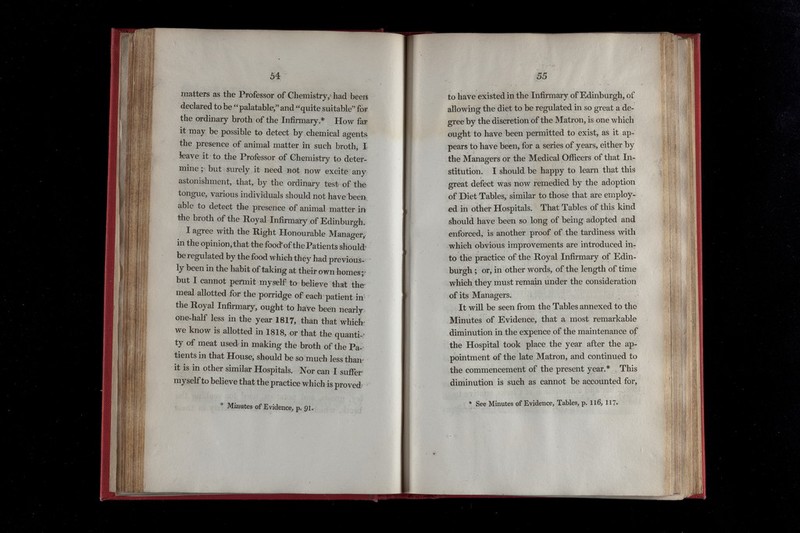 54
matters as the Professor of Chemistry, had been
declared to be "palatable," and "quite suitable" for
the ordinary broth of the Infirmary.* How far
it may be possible to detect by chemical agents
the presence of animal matter in such broth, I
leave it to the Professor of Chemistry to deter-
mine; but surely it need not now excite any
astonishment, that, by the ordinary test of the
tongue, various individuals should not have been
able to detect the presence of animal matter in
the broth of the Royal Infirmary of Edinburgh.
I agree with the Right Honourable Manager,
in the opinion, that the food of the Patients should
be regulated by the food which they had previous-
ly been in the habit of taking at their own homes;
but I cannot permit myself to believe that the
meal allotted for the porridge of each patient in
the Royal Infirmary, ought to have been nearly
one-half less in the year 1817, than that which
we know is allotted in 1818, or that the quanti-
ty of meat used in making the broth of the Pa-
tients in that House, should be so much less than
it is in other similar Hospitals. Nor can I suffer
myself to believe that the practice which is proved
* Minutes of Evidence, p. 91.
55
to have existed in the Infirmary of Edinburgh, of
allowing the diet to be regulated in so great a de-
gree by the discretion of the Matron, is one which
ought to have been permitted to exist, as it ap-
pears to have been, for a series of years, either by
the Managers or the Medical Officers of that In-
stitution. I should be happy to learn that this
great defect was now remedied by the adoption
of Diet Tables, similar to those that are employ-
ed in other Hospitals. That Tables of this kind
should have been so long of being adopted and
enforced, is another proof of the tardiness with
which obvious improvements are introduced in-
to the practice of the Royal Infirmary of Edin-
burgh; or, in other words, of the length of time
which they must remain under the consideration
of its Managers.
It will be seen from the Tables annexed to the
Minutes of Evidence, that a most remarkable
diminution in the expence of the maintenance of
the Hospital took place the year after the ap-
pointment of the late Matron, and continued to
the commencement of the present year.* This
diminution is such as cannot be accounted for,
* See Minutes of Evidence, Tables, p. 116, 117.